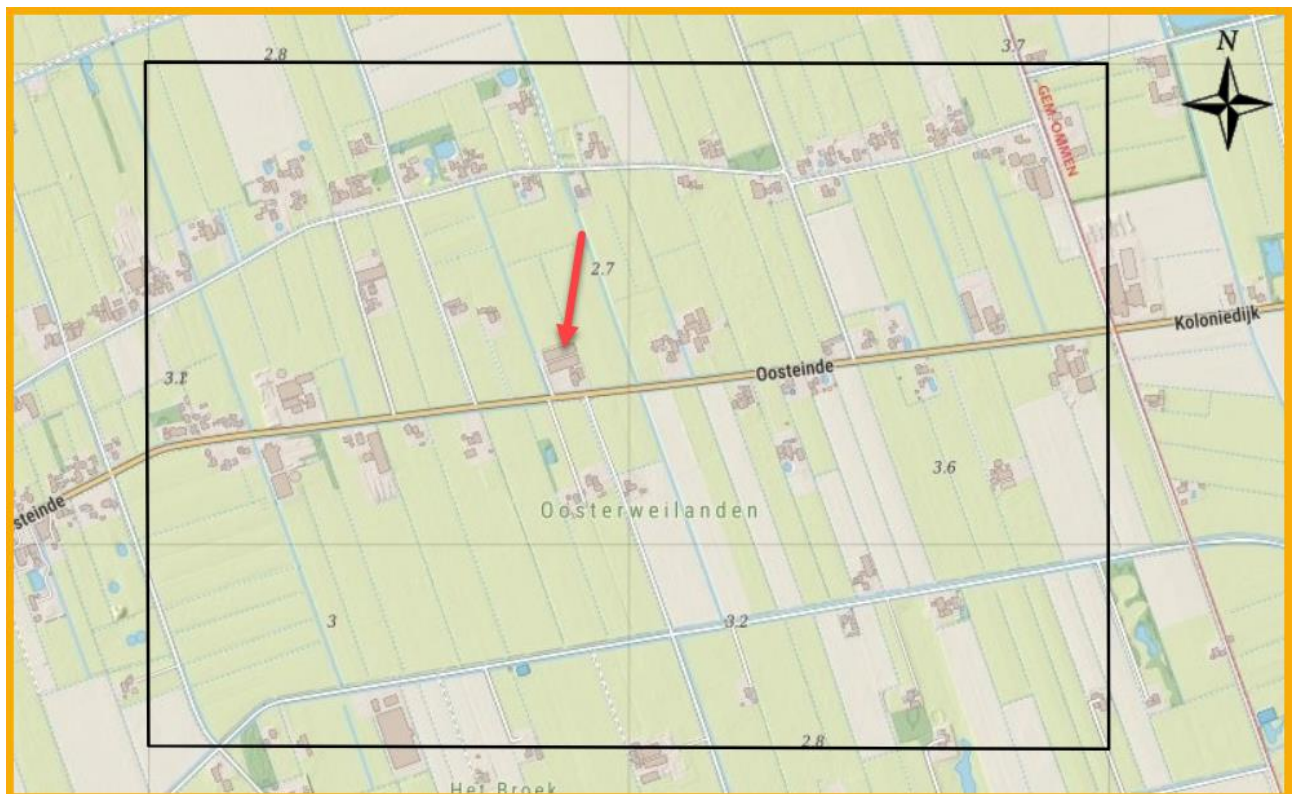 N
2.8
3.7
GEM. OMMEN
2.7
Koloniedijk
Oosteinde
3.1
3.6
steinde
Oosterweilanden
3
3.2
2.8
Het Broek